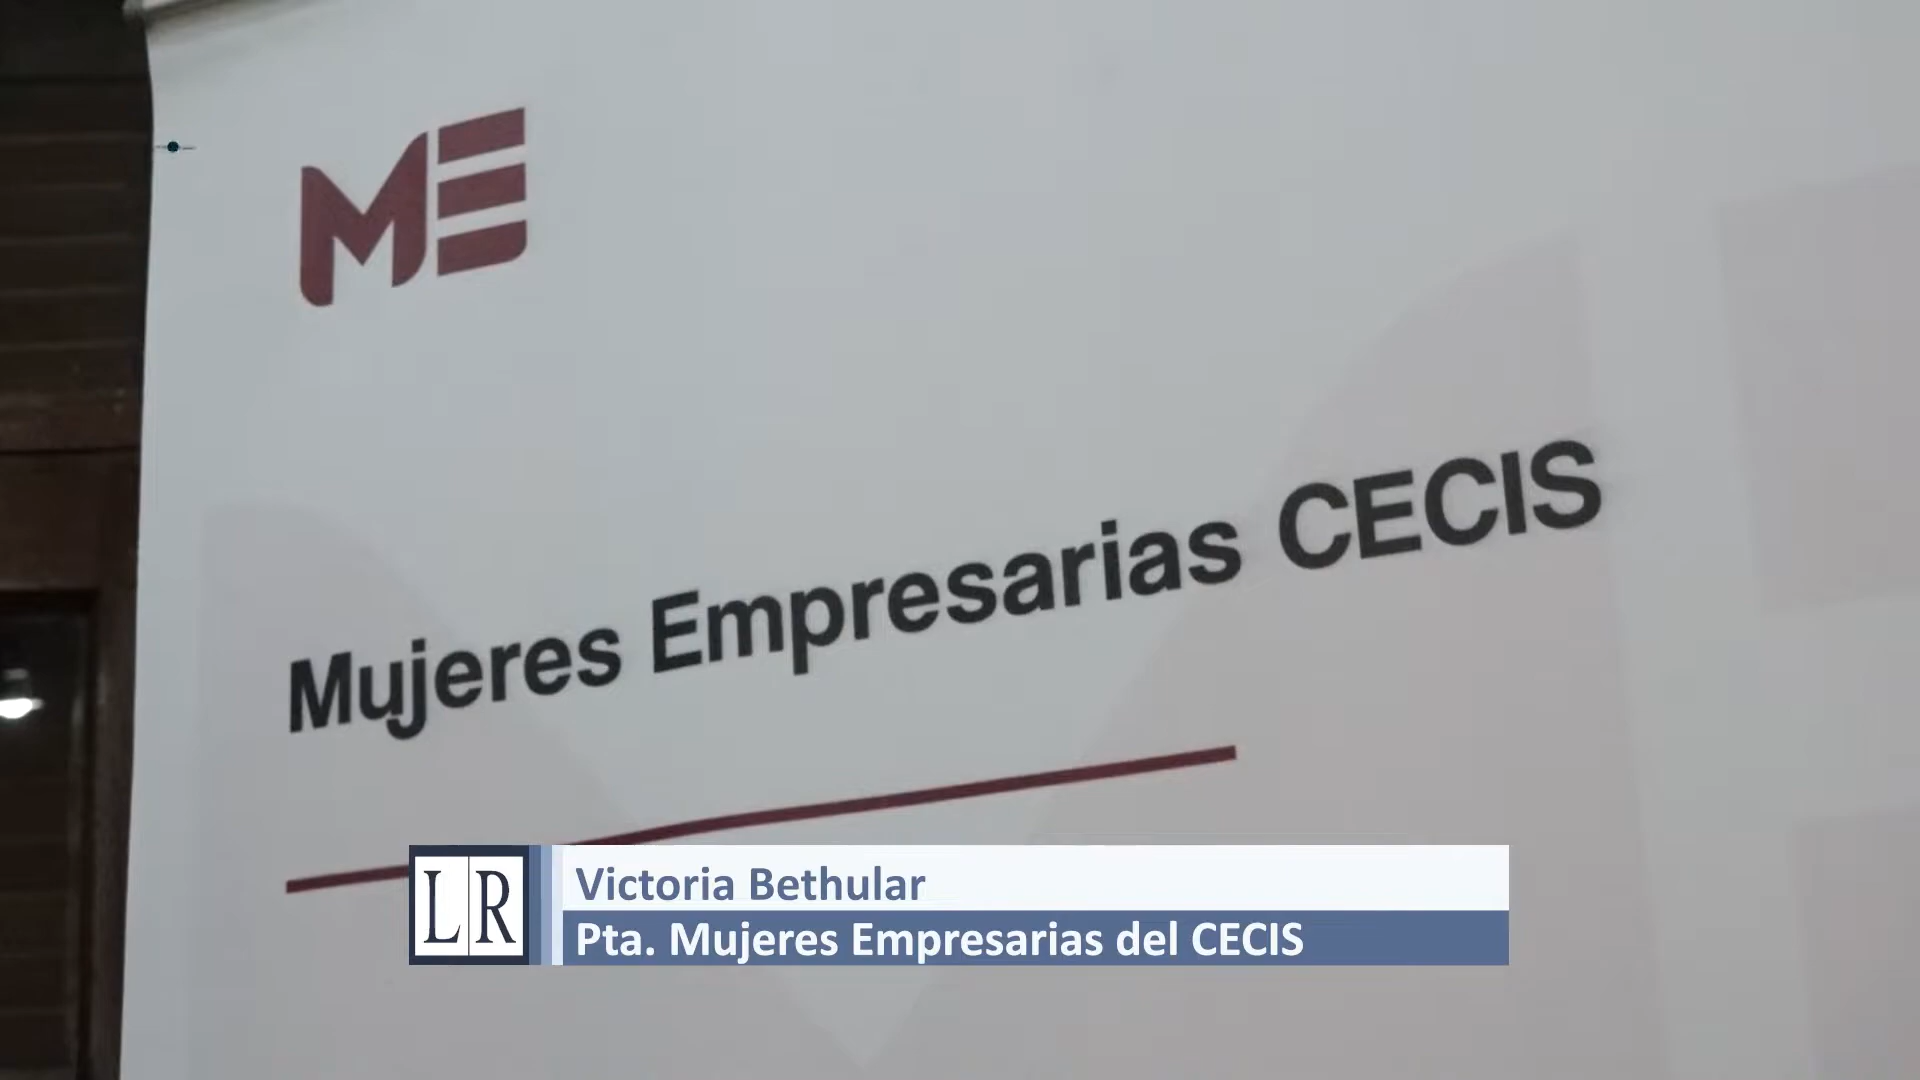 ME
Mujeres Empresarias CECIS
LR
Victoria Bethular
Pta. Mujeres Empresarias del CECIS